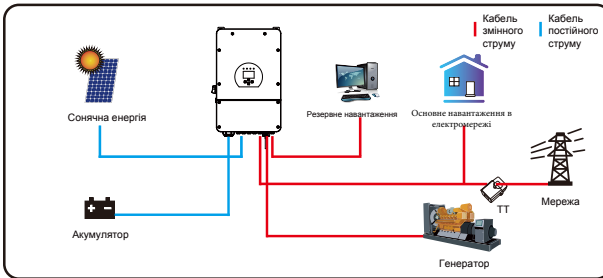 Кабель
змінного
струму
Кабель
постійного
струму
Сонячна енергія
Резервне навантаження
Основне навантаження в
електромережі
Акумулятор
ТТ
Мережа
Генератор